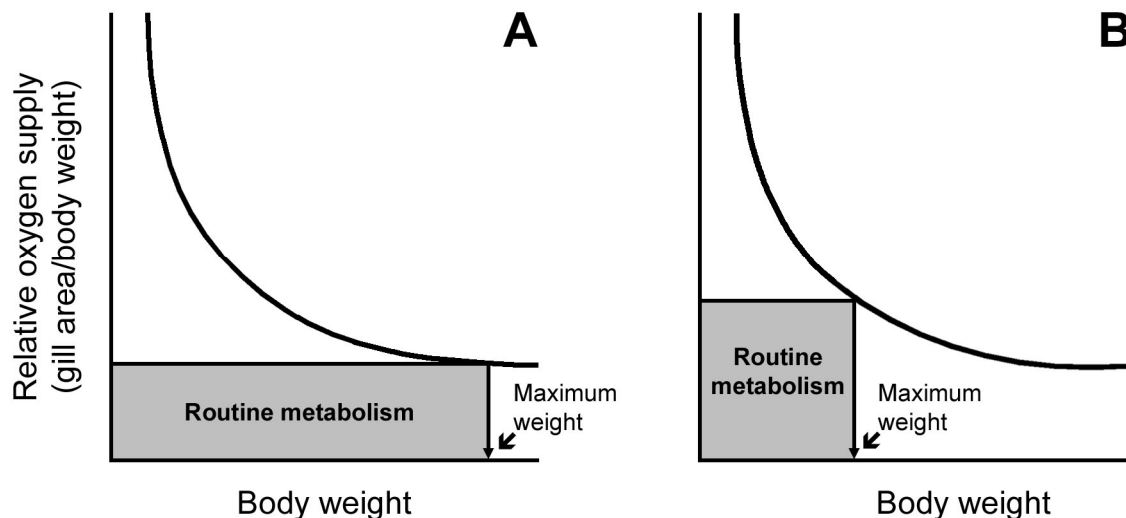 A
Relative oxygen supply
(gill area/body weight)
Routine metabolism
Maximum
weight
Body weight
B
Routine
metabolism
Maximum
weight
Body weight